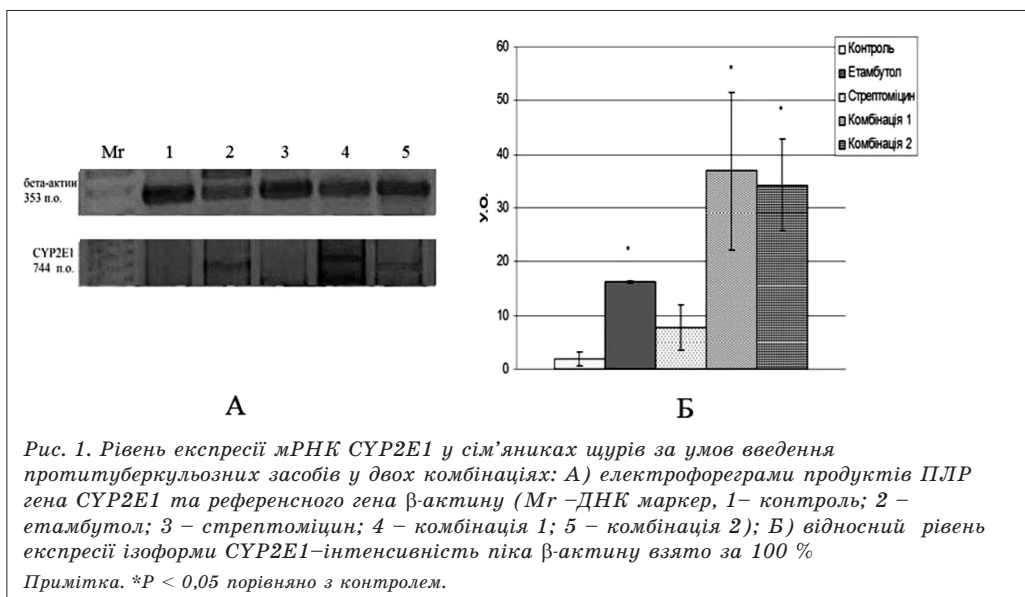 Mr 1 2 3 4 5
бета-актин
353 п.о.
CYP2E1
744 п.о.
А
60
50
40
30
20
10
0
У.О.
*
*
*
Контроль
Етамбутол
Стрептоміцин
Комбінація 1
Комбінація 2
Б
Рис. 1. Рівень експресії мРНК CYP2E1 у сім’яниках щурів за умов введення
протитуберкульозних засобів у двох комбінаціях: А) електрофореграми продуктів ПЛР
гена CYP2E1 та референсного гена β-актину (Mr –ДНК маркер, 1– контроль; 2 –
етамбутол; 3 – стрептоміцин; 4 – комбінація 1; 5 – комбінація 2); Б) відносний рівень
експресії ізоформи CYP2E1–інтенсивність піка β-актину взято за 100 %
Примітка. *P < 0,05 порівняно з контролем.